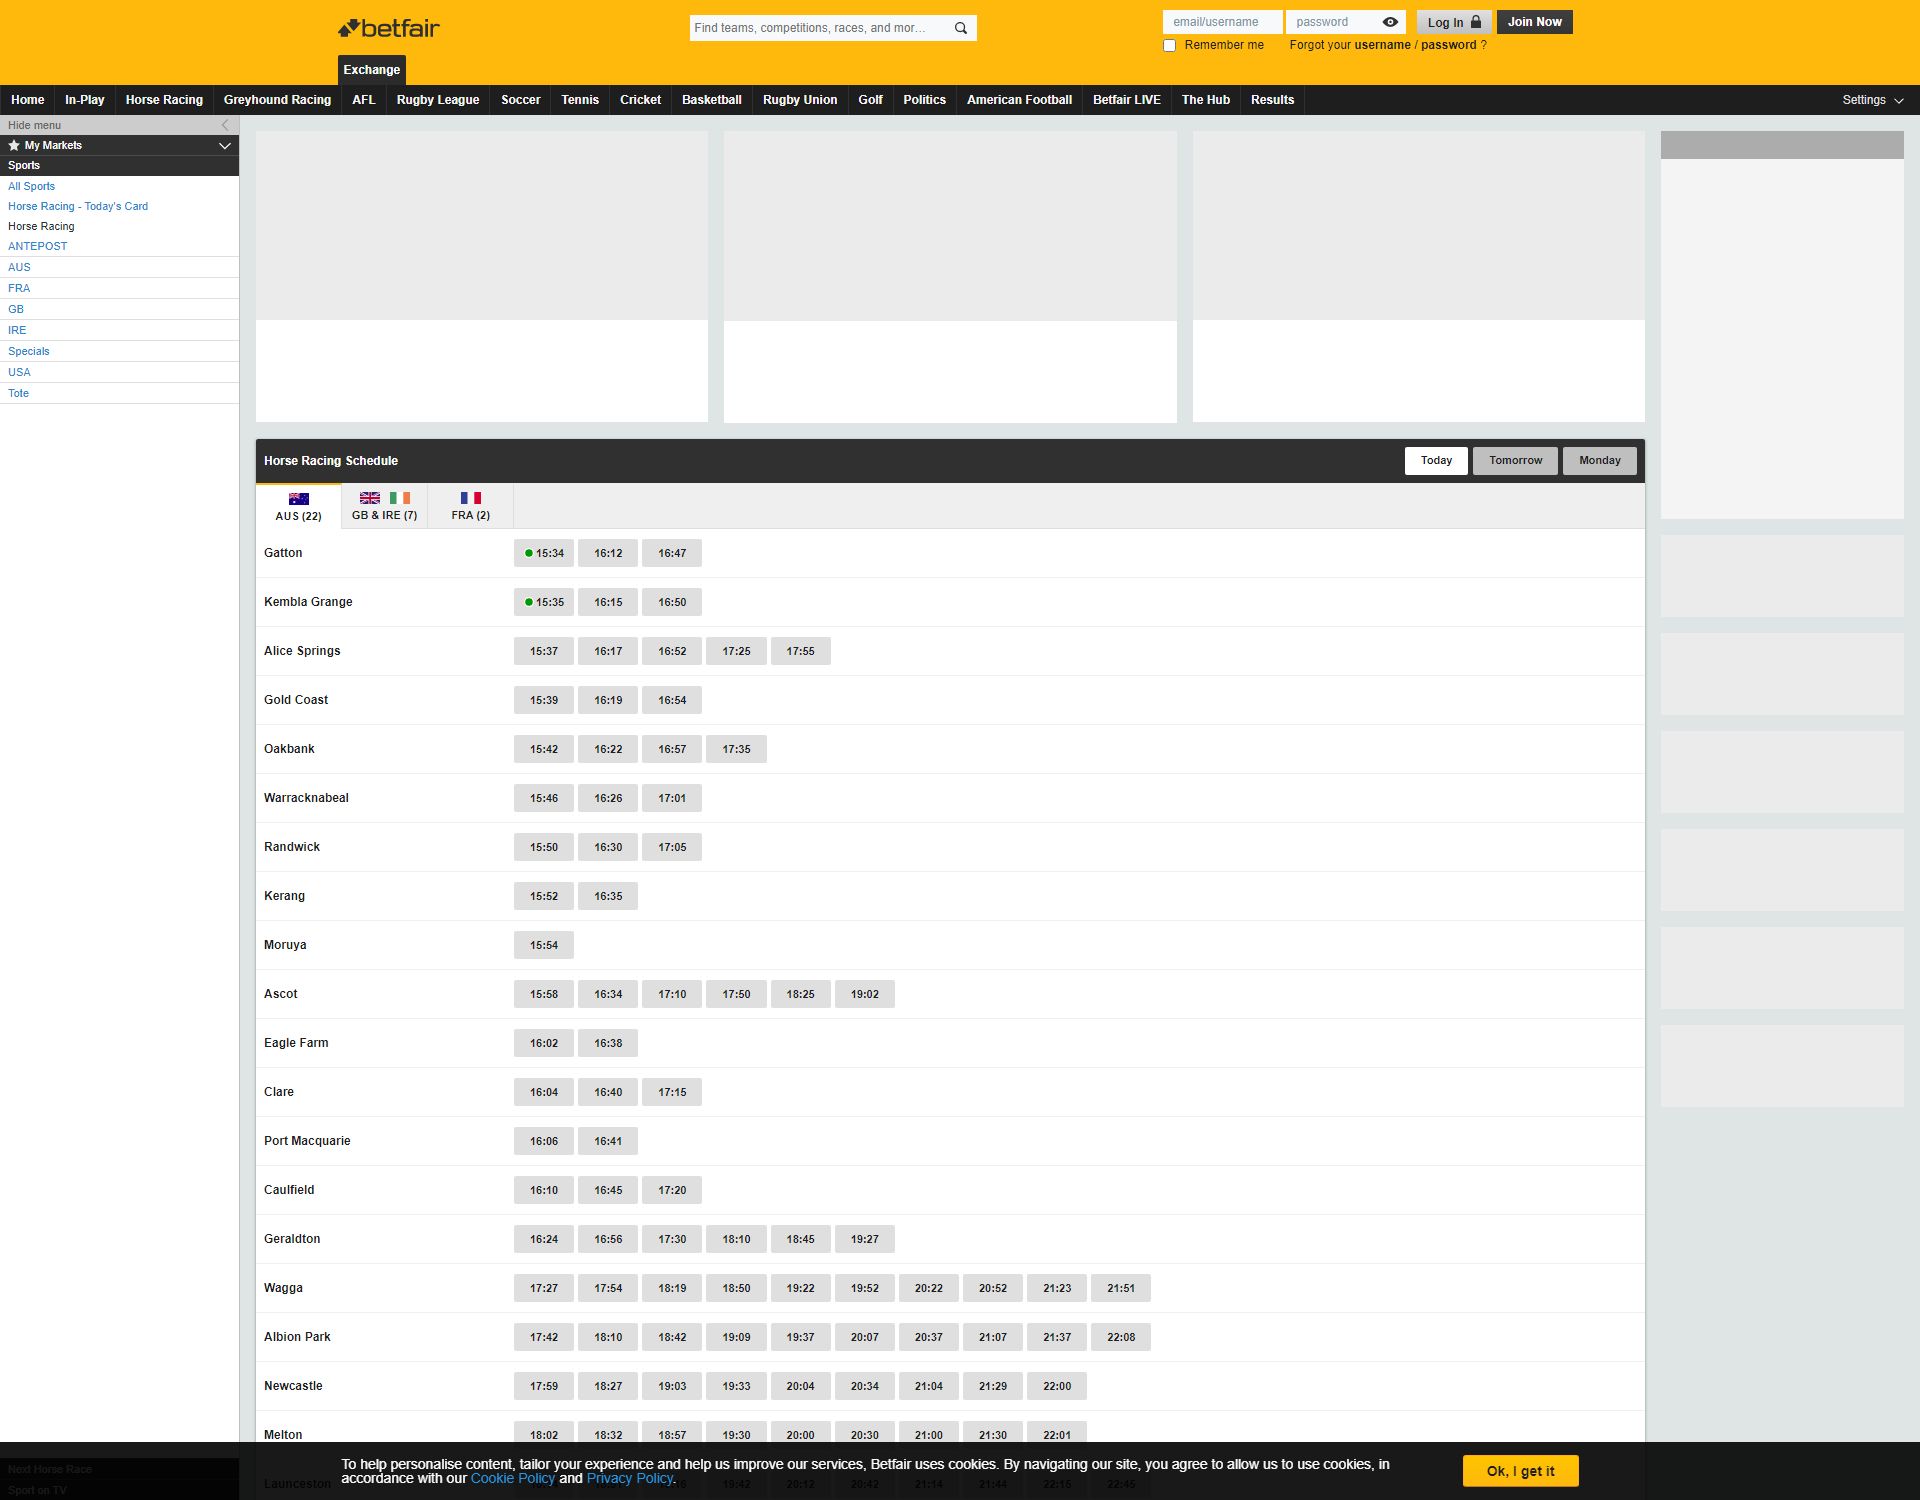 betfair
Find teams, competitions, races, and mor...
email/username
password
Log In
Join Now
Remember me
Forgot your username / password ?
Exchange
Home In-Play Horse Racing Greyhound Racing AFL Rugby League Soccer Tennis Cricket Basketball Rugby Union Golf Politics American Football Betfair LIVE The Hub Results Settings
Hide menu
My Markets
Sports
All Sports
Horse Racing - Today's Card
Horse Racing
ANTEPOST
AUS
FRA
GB
IRE
Specials
USA
Tote
Horse Racing Schedule
Today Tomorrow Monday
AUS (22) GB & IRE (7) FRA (2)
Gatton 15:34 16:12 16:47
Kembla Grange 15:35 16:15 16:50
Alice Springs 15:37 16:17 16:52 17:25 17:55
Gold Coast 15:39 16:19 16:54
Oakbank 15:42 16:22 16:57 17:35
Warracknabeal 15:46 16:26 17:01
Randwick 15:50 16:30 17:05
Kerang 15:52 16:35
Moruya 15:54
Ascot 15:58 16:34 17:10 17:50 18:25 19:02
Eagle Farm 16:02 16:38
Clare 16:04 16:40 17:15
Port Macquarie 16:06 16:41
Caulfield 16:10 16:45 17:20
Geraldton 16:24 16:56 17:30 18:10 18:45 19:27
Wagga 17:27 17:54 18:19 18:50 19:22 19:52 20:22 20:52 21:23 21:51
Albion Park 17:42 18:10 18:42 19:09 19:37 20:07 20:37 21:07 21:37 22:08
Newcastle 17:59 18:27 19:03 19:33 20:04 20:34 21:04 21:29 22:00
Melton 18:02 18:32 18:57 19:30 20:00 20:30 21:00 21:30 22:01
Launceston 19:42 20:12 20:42 21:14 21:44 22:15 22:45
Next Horse Race
Sport on TV
To help personalise content, tailor your experience and help us improve our services, Betfair uses cookies. By navigating our site, you agree to allow us to use cookies, in
accordance with our Cookie Policy and Privacy Policy.
Ok, I get it